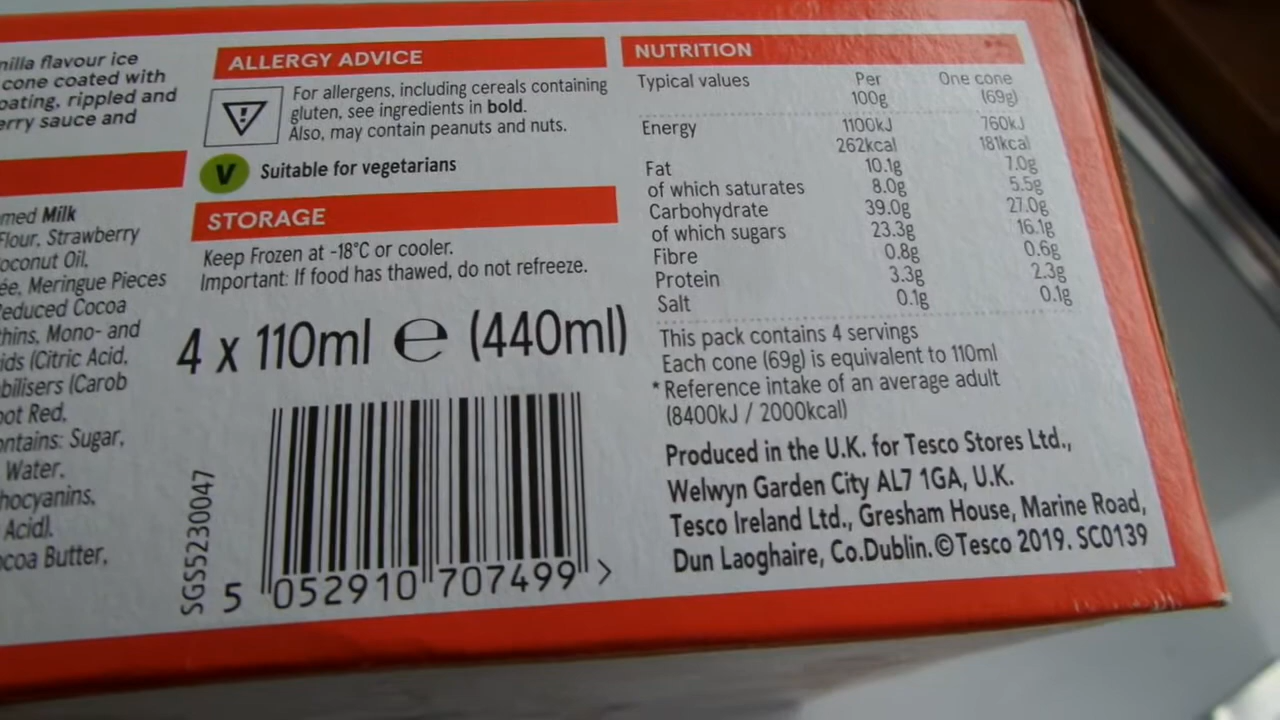 nilla flavour ice
cone coated with
oating, rippled and
erry sauce and
med Milk
Flour, Strawberry
oconut Oil,
ée, Meringue Pieces
educed Cocoa
thins, Mono- and
ids (Citric Acid,
bilisers (Carob
oot Red,
ontains: Sugar,
Water.
hocyanins,
Acid).
ocoa Butter,
ALLERGY ADVICE
For allergens, including cereals containing
gluten, see ingredients in bold.
Also, may contain peanuts and nuts.
V Suitable for vegetarians
STORAGE
Keep Frozen at -18°C or cooler.
Important: If food has thawed, do not refreeze.
4 x 110ml e (440ml)
SGS5230047
5 052910 707499 >
NUTRITION
Typical values Per 100g One cone (69g)
Energy 1100kJ 760kJ
262kcal 181kcal
Fat 10.1g 7.0g
of which saturates 8.0g 5.5g
Carbohydrate 39.0g 27.0g
of which sugars 23.3g 16.1g
Fibre 0.8g 0.6g
Protein 3.3g 2.3g
Salt 0.1g 0.1g
This pack contains 4 servings
Each cone (69g) is equivalent to 110ml
* Reference intake of an average adult
(8400kJ / 2000kcal)
Produced in the U.K. for Tesco Stores Ltd.,
Welwyn Garden City AL7 1GA, U.K.
Tesco Ireland Ltd., Gresham House, Marine Road,
Dun Laoghaire, Co.Dublin. © Tesco 2019. SC0139